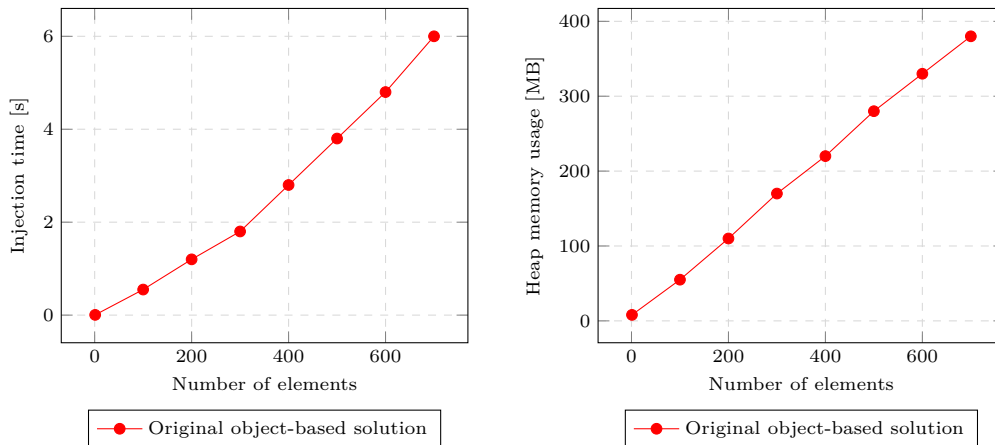 6
4
2
0
Injection time [s]
0 200 400 600
Number of elements
Original object-based solution
400
300
200
100
0
Heap memory usage [MB]
0 200 400 600
Number of elements
Original object-based solution